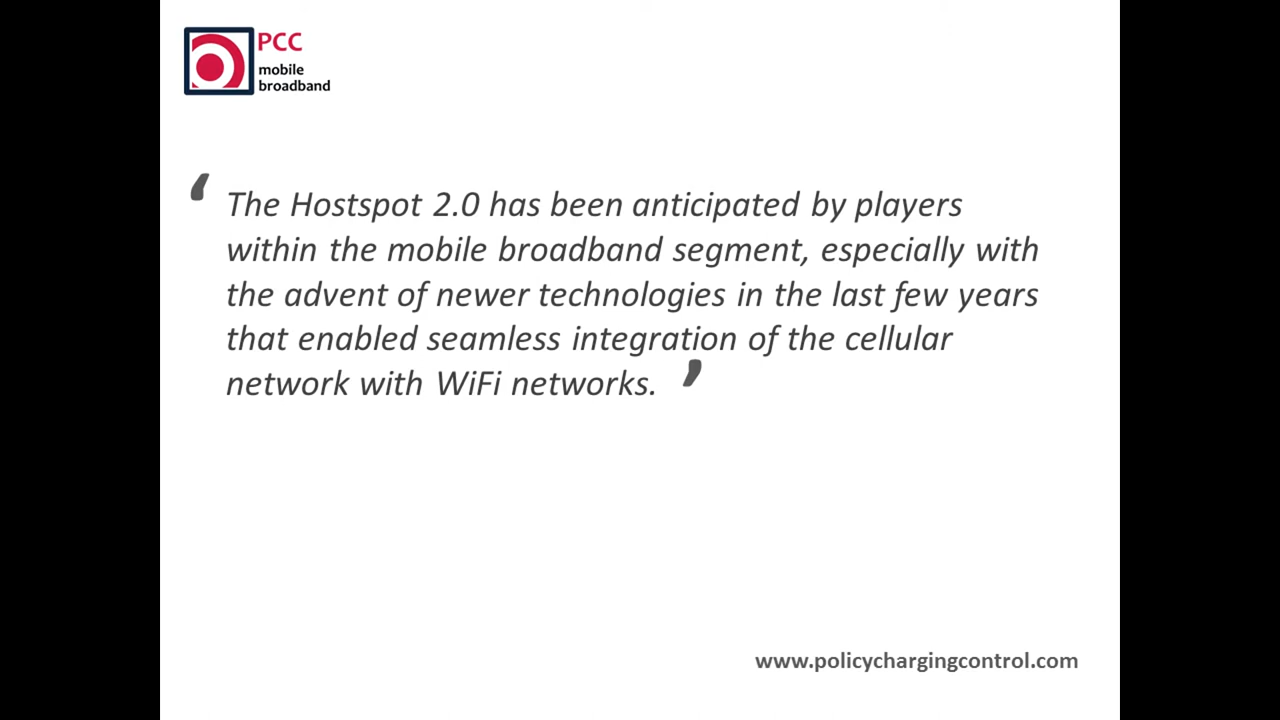 PCC
mobile
broadband
‘ The Hostspot 2.0 has been anticipated by players
within the mobile broadband segment, especially with
the advent of newer technologies in the last few years
that enabled seamless integration of the cellular
network with WiFi networks. ’
www.policychargingcontrol.com